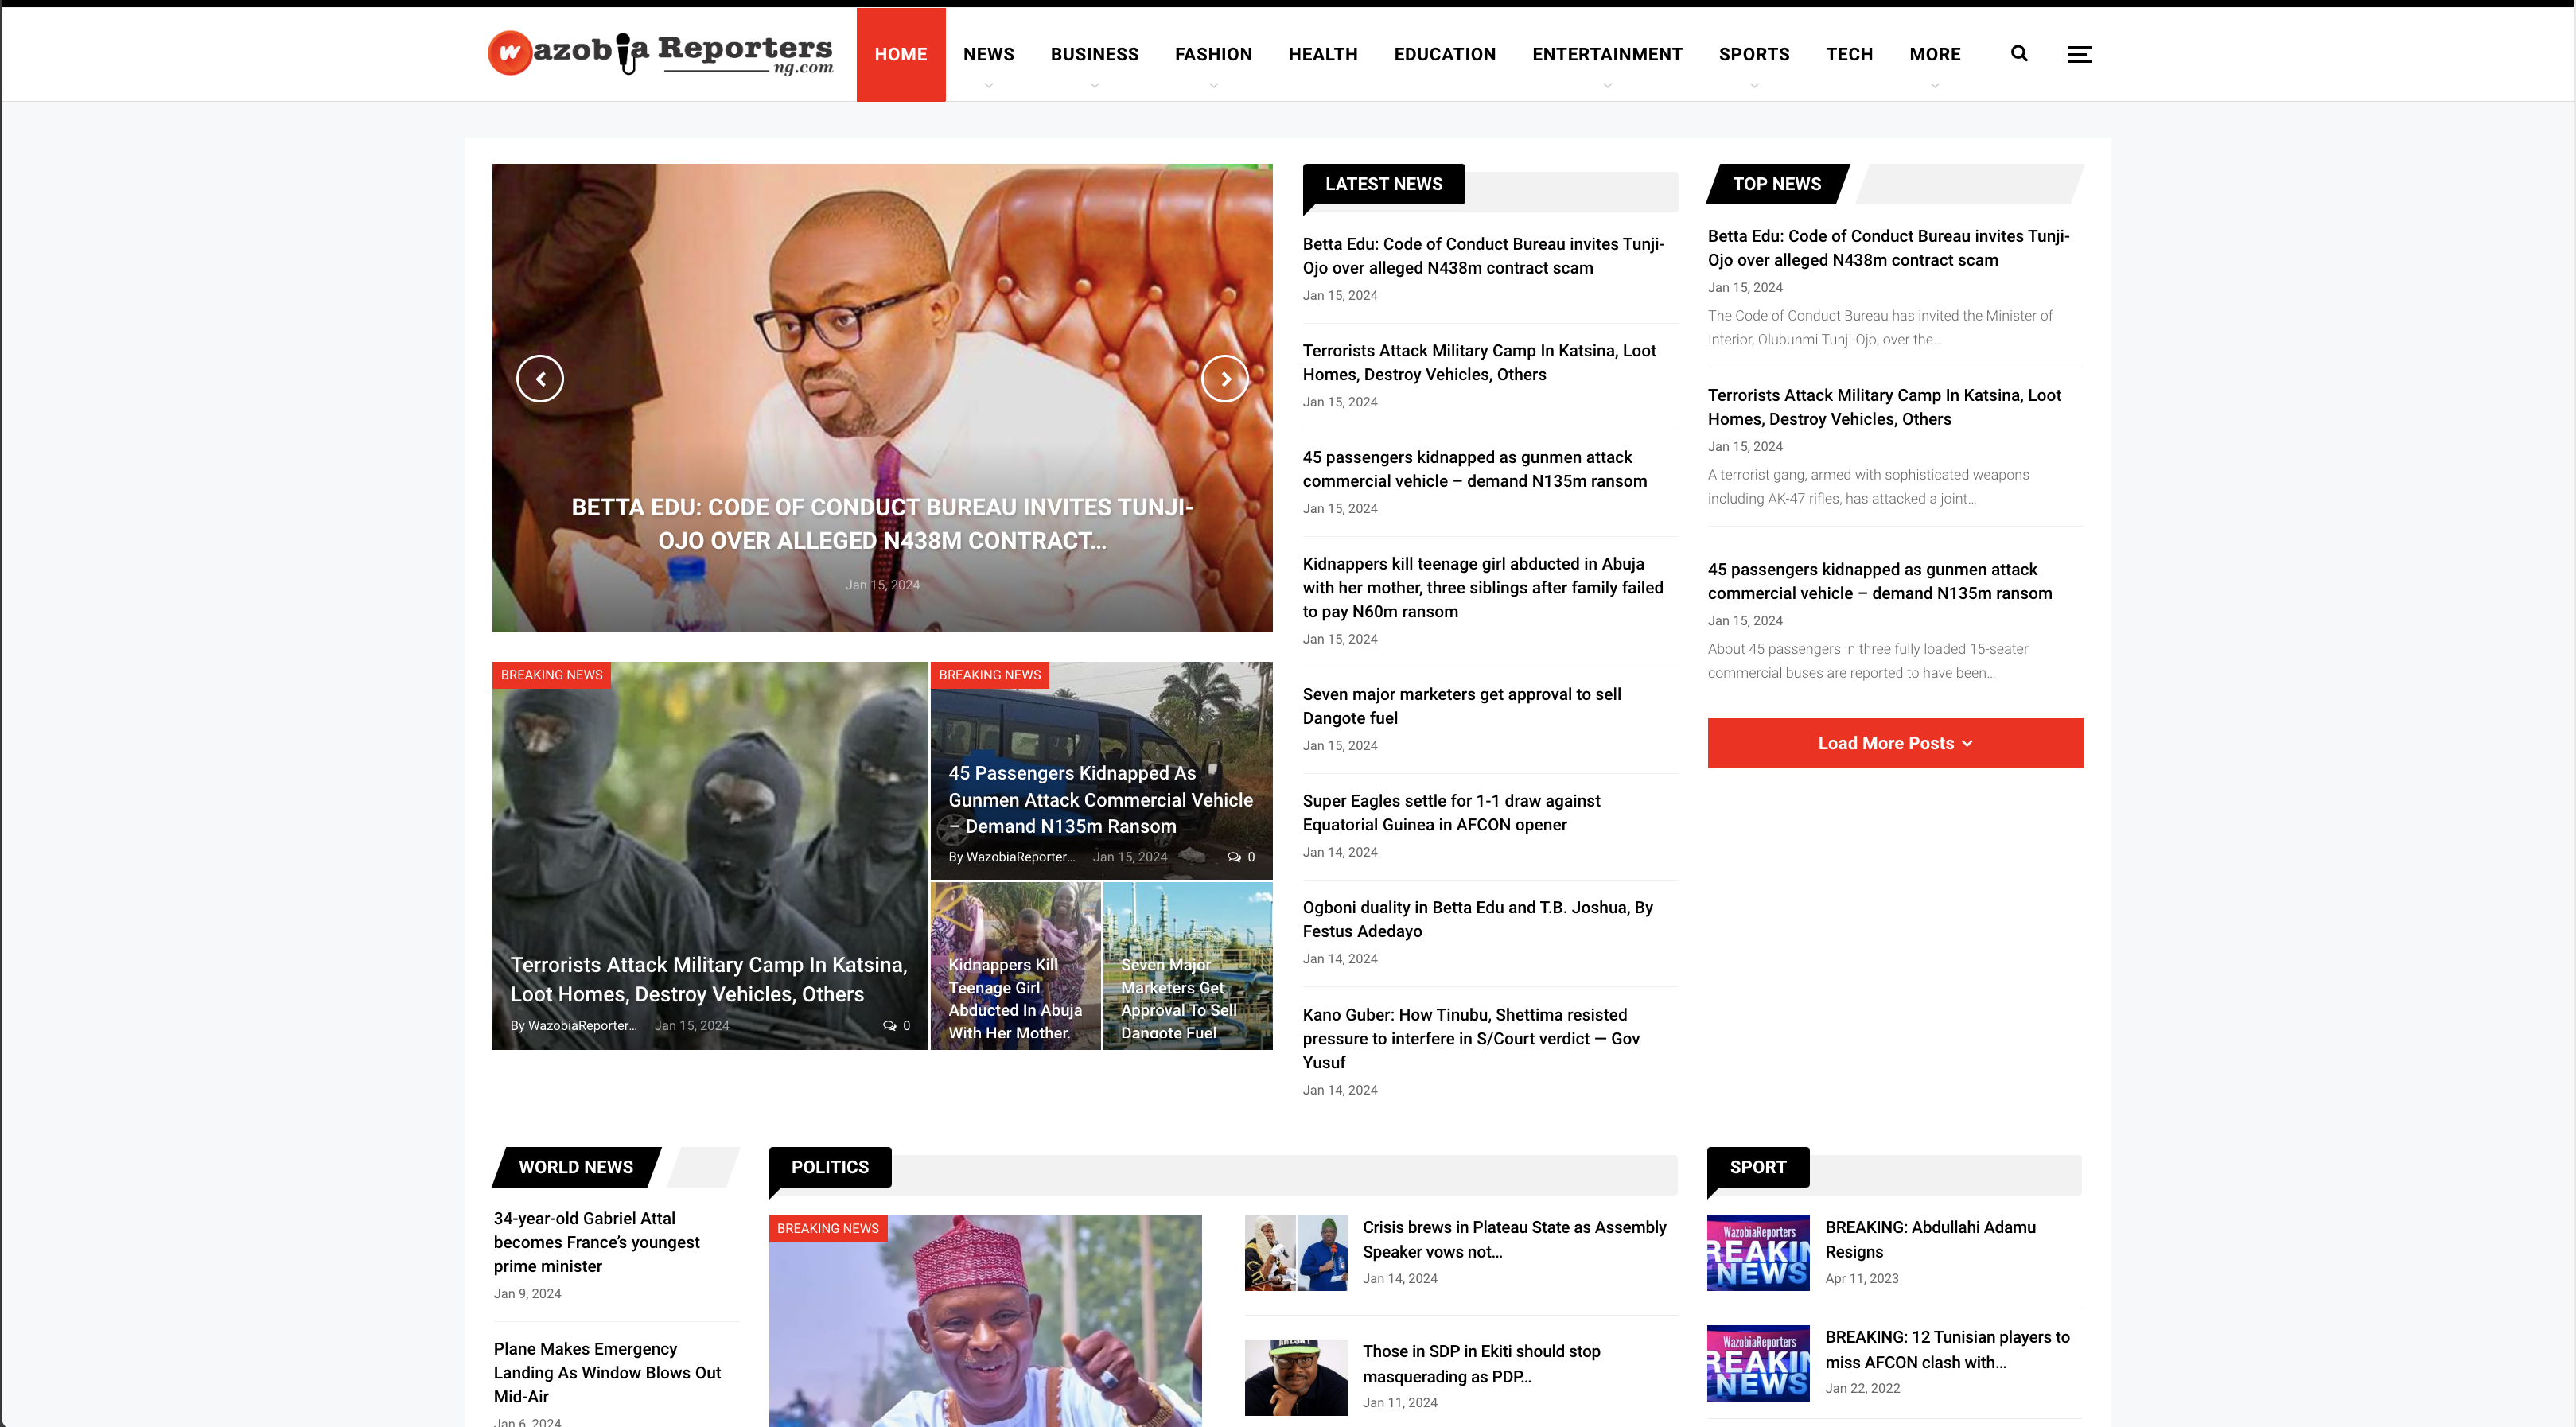 Wazobia Reporters
ng.com
HOME
NEWS
BUSINESS
FASHION
HEALTH
EDUCATION
ENTERTAINMENT
SPORTS
TECH
MORE
BETTA EDU: CODE OF CONDUCT BUREAU INVITES TUNJI-
OJO OVER ALLEGED N438M CONTRACT...
Jan 15, 2024
BREAKING NEWS
Terrorists Attack Military Camp In Katsina,
Loot Homes, Destroy Vehicles, Others
By WazobiaReporter...
Jan 15, 2024
0
BREAKING NEWS
45 Passengers Kidnapped As
Gunmen Attack Commercial Vehicle
– Demand N135m Ransom
By WazobiaReporter...
Jan 15, 2024
0
Kidnappers Kill
Teenage Girl
Abducted In Abuja
With Her Mother,
Seven Major
Marketers Get
Approval To Sell
Dangote Fuel
LATEST NEWS
Betta Edu: Code of Conduct Bureau invites Tunji-
Ojo over alleged N438m contract scam
Jan 15, 2024
Terrorists Attack Military Camp In Katsina, Loot
Homes, Destroy Vehicles, Others
Jan 15, 2024
45 passengers kidnapped as gunmen attack
commercial vehicle – demand N135m ransom
Jan 15, 2024
Kidnappers kill teenage girl abducted in Abuja
with her mother, three siblings after family failed
to pay N60m ransom
Jan 15, 2024
Seven major marketers get approval to sell
Dangote fuel
Jan 15, 2024
Super Eagles settle for 1-1 draw against
Equatorial Guinea in AFCON opener
Jan 14, 2024
Ogboni duality in Betta Edu and T.B. Joshua, By
Festus Adedayo
Jan 14, 2024
Kano Guber: How Tinubu, Shettima resisted
pressure to interfere in S/Court verdict — Gov
Yusuf
Jan 14, 2024
TOP NEWS
Betta Edu: Code of Conduct Bureau invites Tunji-
Ojo over alleged N438m contract scam
Jan 15, 2024
The Code of Conduct Bureau has invited the Minister of
Interior, Olubunmi Tunji-Ojo, over the...
Terrorists Attack Military Camp In Katsina, Loot
Homes, Destroy Vehicles, Others
Jan 15, 2024
A terrorist gang, armed with sophisticated weapons
including AK-47 rifles, has attacked a joint...
45 passengers kidnapped as gunmen attack
commercial vehicle – demand N135m ransom
Jan 15, 2024
About 45 passengers in three fully loaded 15-seater
commercial buses are reported to have been...
Load More Posts
WORLD NEWS
34-year-old Gabriel Attal
becomes France’s youngest
prime minister
Jan 9, 2024
Plane Makes Emergency
Landing As Window Blows Out
Mid-Air
Jan 6, 2024
POLITICS
BREAKING NEWS
Crisis brews in Plateau State as Assembly
Speaker vows not...
Jan 14, 2024
Those in SDP in Ekiti should stop
masquerading as PDP...
Jan 11, 2024
SPORT
WazobiaReporters
REAKIN
NEWS
BREAKING: Abdullahi Adamu
Resigns
Apr 11, 2023
WazobiaReporters
REAKIN
NEWS
BREAKING: 12 Tunisian players to
miss AFCON clash with...
Jan 22, 2022